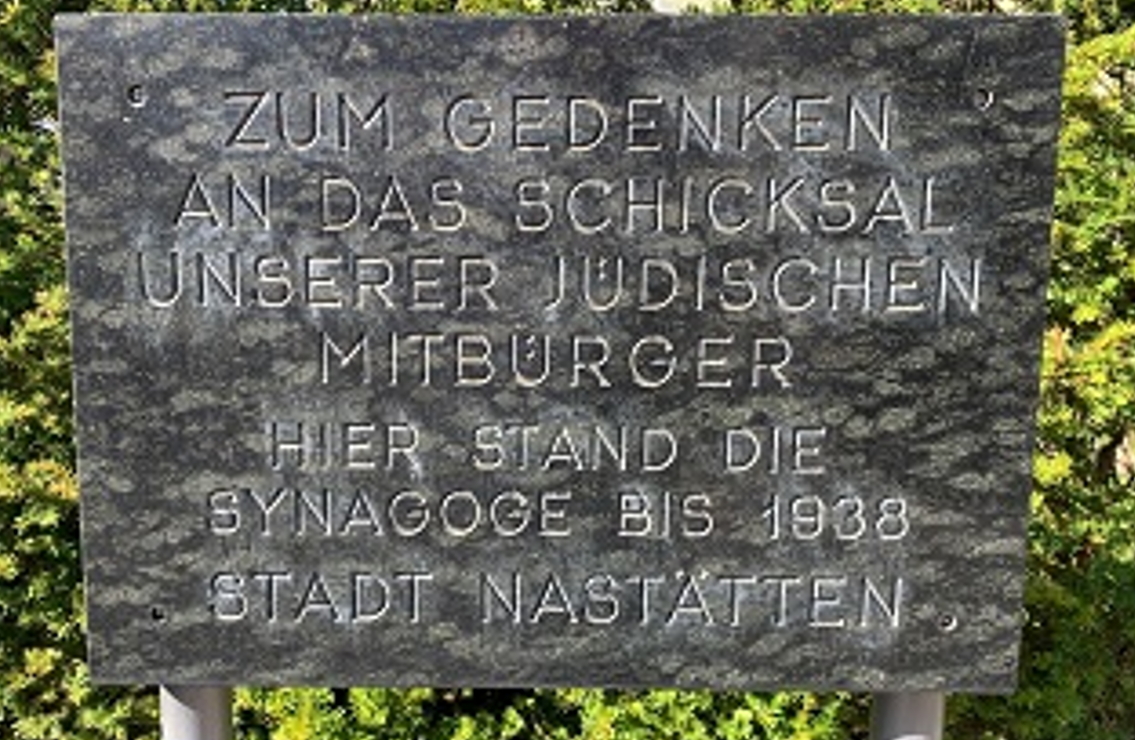 ZUM GEDENKEN
AN DAS SCHICKSAL
UNSERER JÜDISCHEN
MITBÜRGER
HIER STAND DIE
SYNAGOGE BIS 1938
STADT NASTÄTTEN